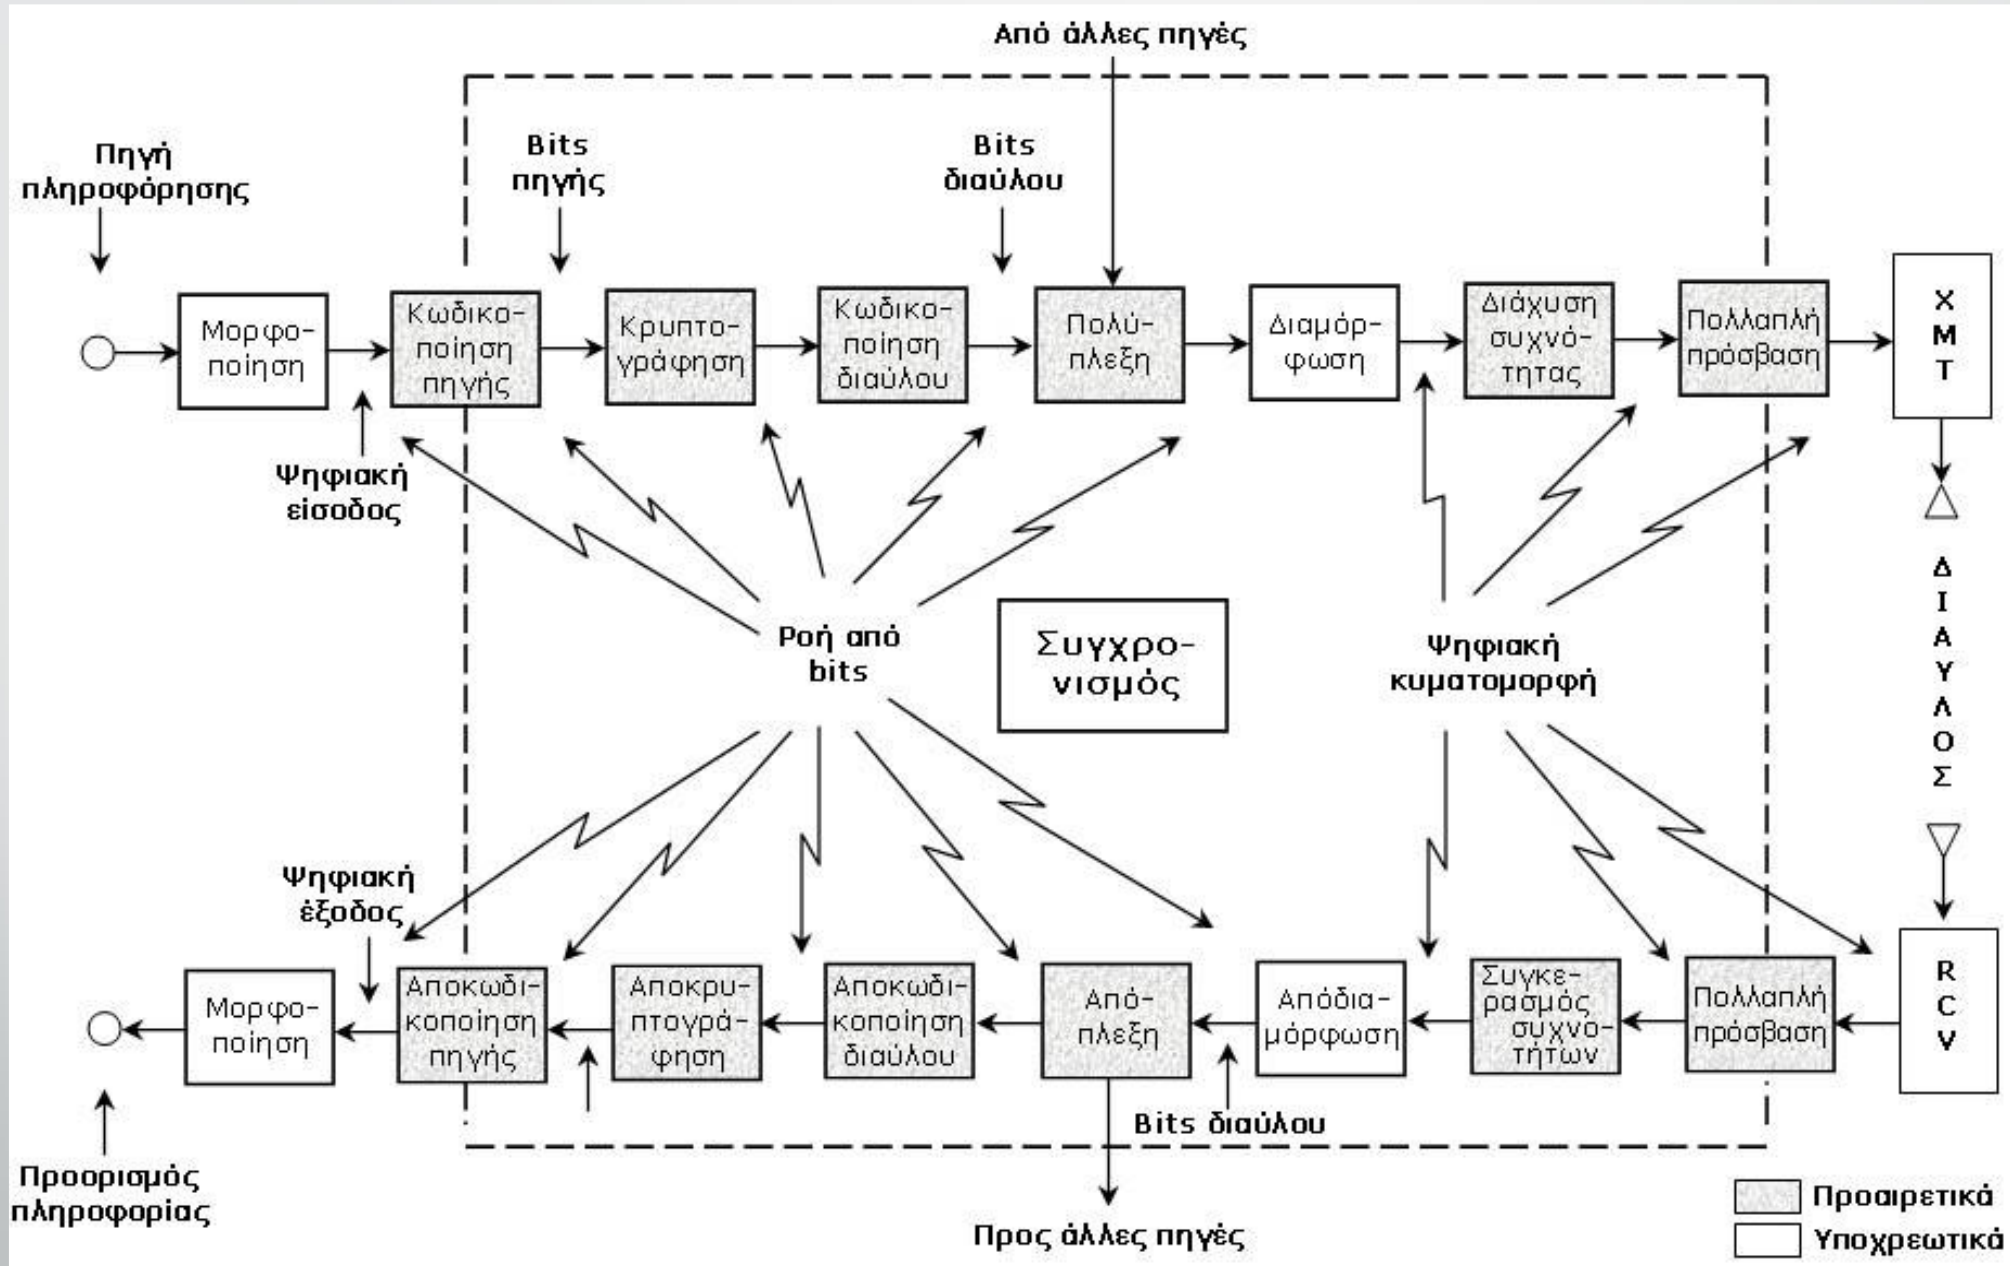 Από άλλες πηγές
Πηγή
πληροφόρησης
Bits
πηγής
Bits
διαύλου
Μορφο-
ποίηση
Κωδικο-
ποίηση
πηγής
Κρυπτο-
γράφηση
Κωδικο-
ποίηση
διαύλου
Πολύ-
πλεξη
Διαμόρ-
φωση
Διάχυση
συχνό-
τητας
Πολλαπλή
πρόσβαση
Χ
Μ
Τ
Ψηφιακή
είσοδος
Ροή από
bits
Συγχρο-
νισμός
Ψηφιακή
κυματομορφή
Δ
Ι
Α
Υ
Λ
Ο
Σ
Ψηφιακή
έξοδος
Μορφο-
ποίηση
Αποκωδι-
κοποίηση
πηγής
Αποκρυ-
πτογρά-
φηση
Αποκωδι-
κοποίηση
διαύλου
Από-
πλεξη
Απόδια-
μόρφωση
Συγκε-
ρασμός
συχνο-
τήτων
Πολλαπλή
πρόσβαση
R
C
V
Bits διαύλου
Προορισμός
πληροφορίας
Προς άλλες πηγές
Προαιρετικά
Υποχρεωτικά